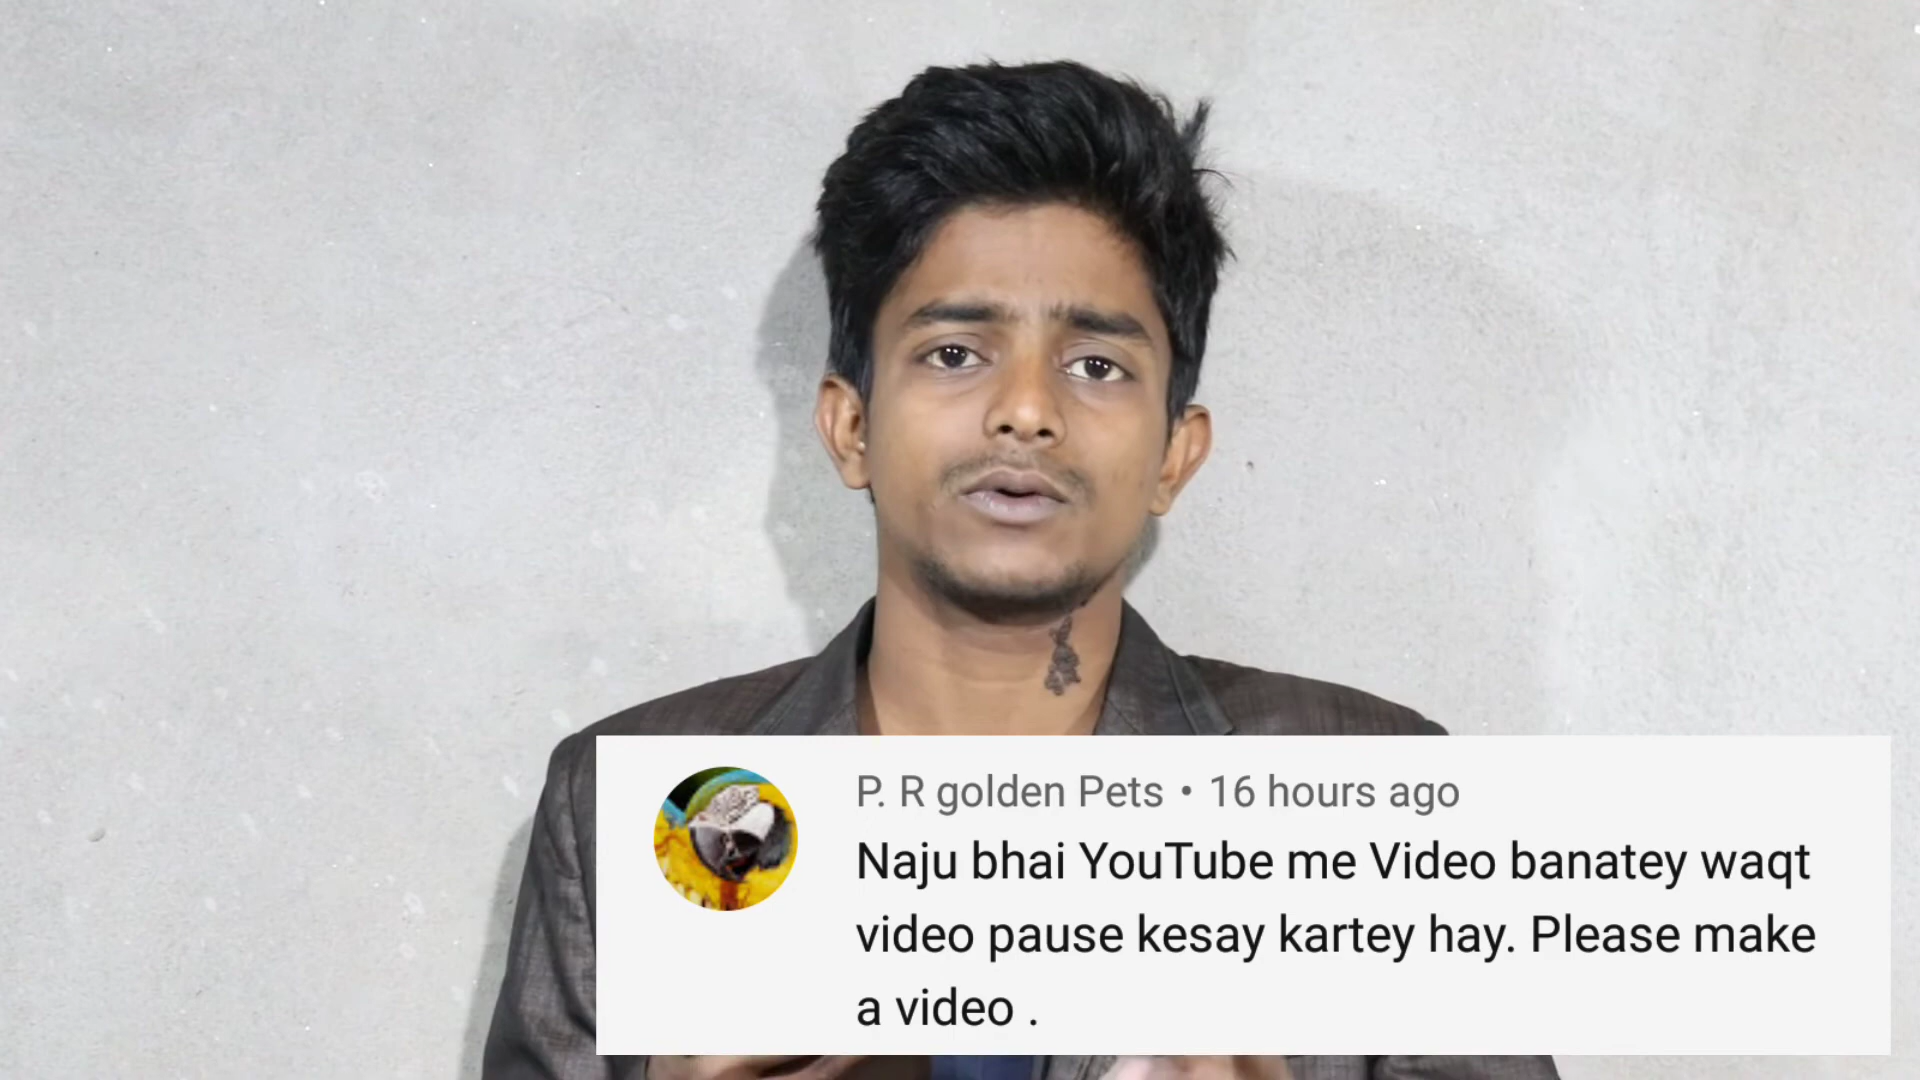 P. R golden Pets • 16 hours ago
Naju bhai YouTube me Video banatey waqt
video pause kesay kartey hay. Please make
a video .